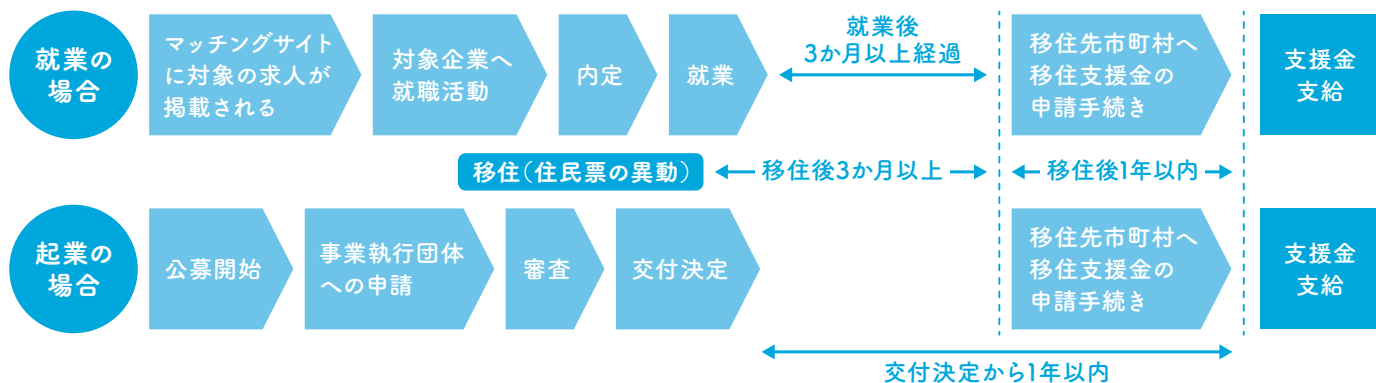 就業の
場合
マッチングサイト
に対象の求人が
掲載される
対象企業へ
就職活動
内定
就業
就業後
3か月以上経過
移住先市町村へ
移住支援金の
申請手続き
支援金
支給
移住(住民票の異動)
移住後3か月以上
移住後1年以内
起業の
場合
公募開始
事業執行団体
への申請
審査
交付決定
移住先市町村へ
移住支援金の
申請手続き
支援金
支給
交付決定から1年以内